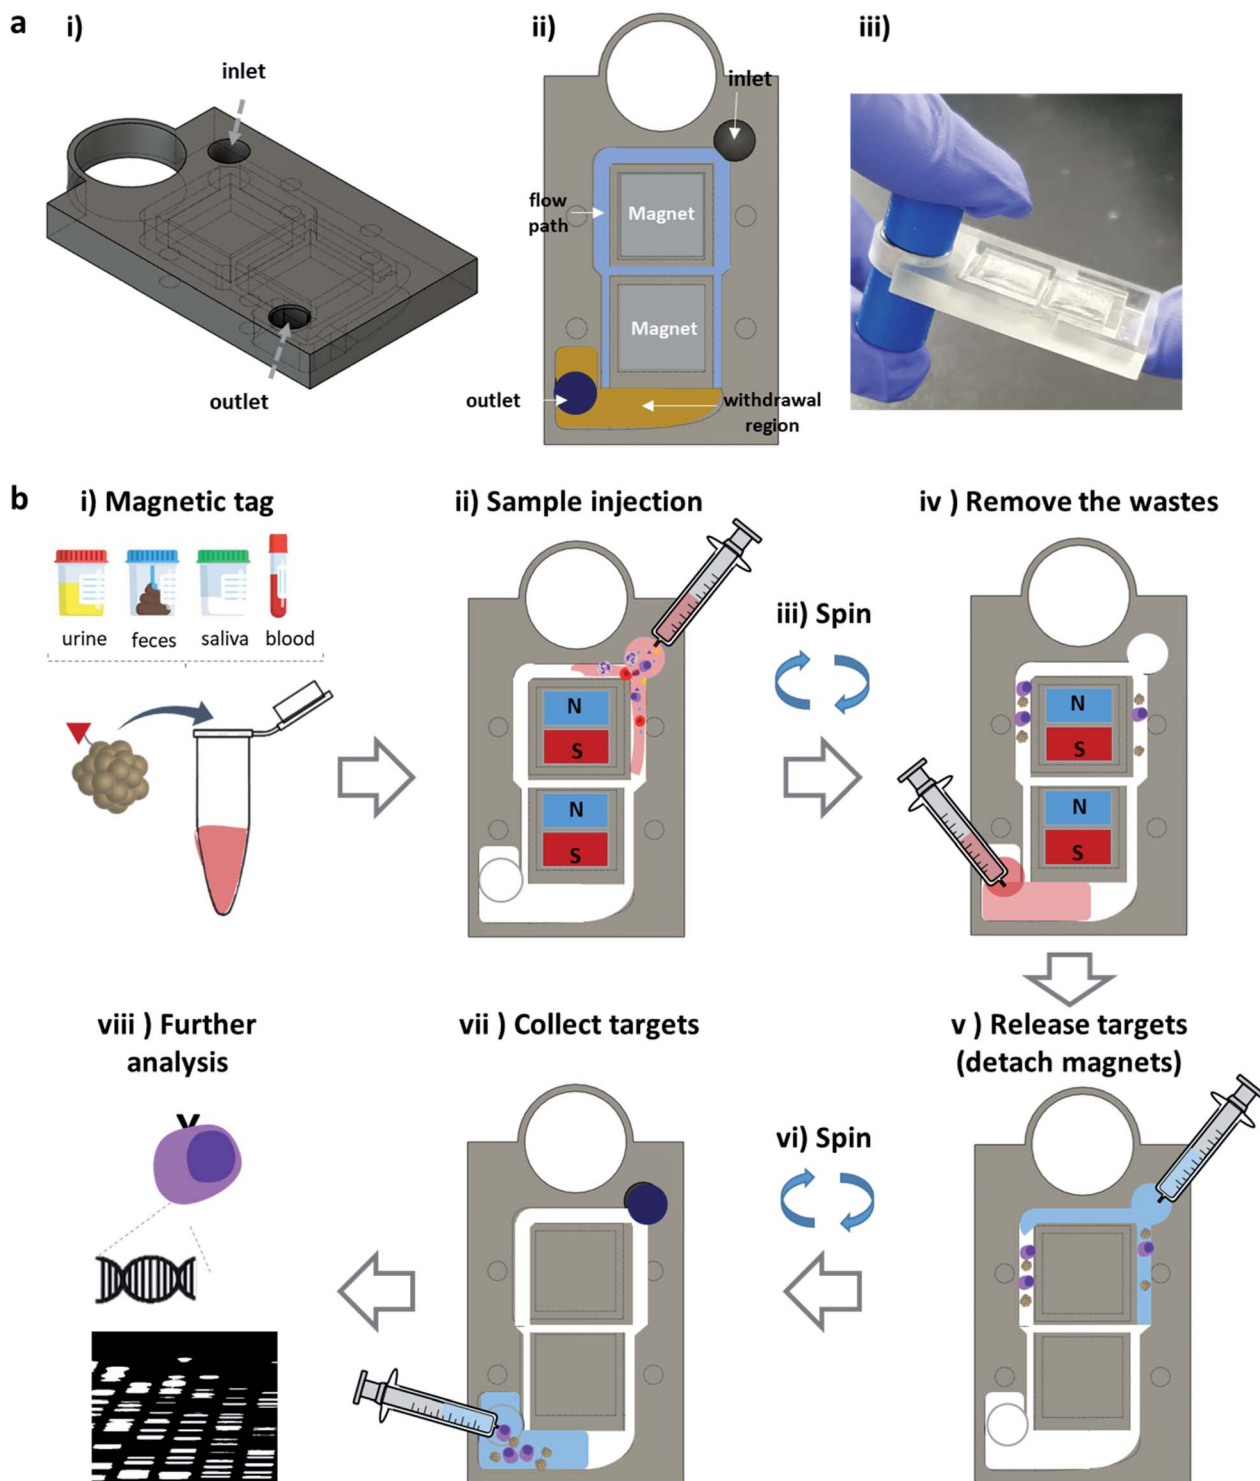 a
i)
ii)
iii)
inlet
outlet
inlet
flow
path
Magnet
Magnet
outlet
withdrawal
region
b
i) Magnetic tag
urine
feces
saliva
blood
ii) Sample injection
N
S
N
S
iii) Spin
iv ) Remove the wastes
N
S
N
S
v ) Release targets
(detach magnets)
vi) Spin
vii ) Collect targets
viii ) Further
analysis